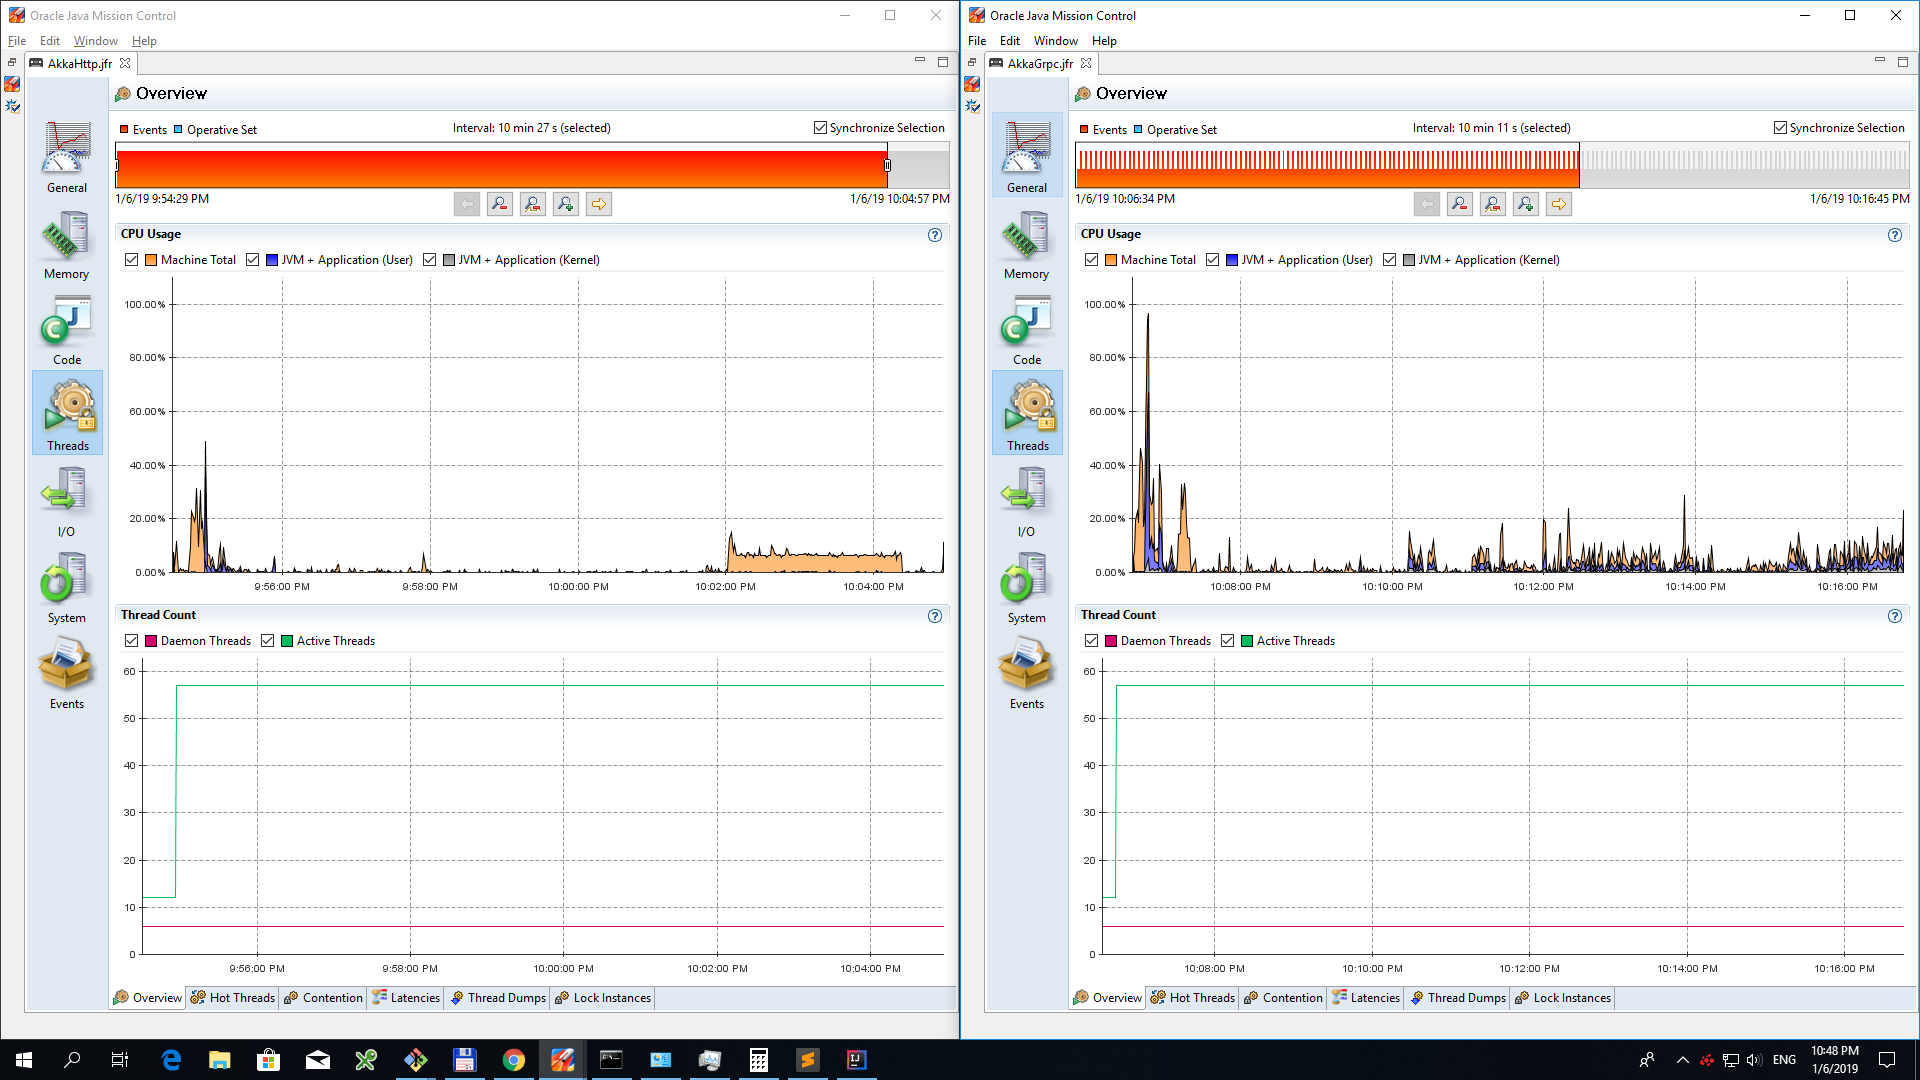 Oracle Java Mission Control
File Edit Window Help
AkkaHttp.jfr
Overview
Events Operative Set Interval: 10 min 27 s (selected) Synchronize Selection
1/6/19 9:54:29 PM 1/6/19 10:04:57 PM
General
Memory
Code
Threads
I/O
System
Events
CPU Usage
Machine Total JVM + Application (User) JVM + Application (Kernel)
100.00%
80.00%
60.00%
40.00%
20.00%
0.00%
9:56:00 PM 9:58:00 PM 10:00:00 PM 10:02:00 PM 10:04:00 PM
Thread Count
Daemon Threads Active Threads
60
50
40
30
20
10
0
9:56:00 PM 9:58:00 PM 10:00:00 PM 10:02:00 PM 10:04:00 PM
Overview Hot Threads Contention Latencies Thread Dumps Lock Instances
Oracle Java Mission Control
File Edit Window Help
AkkaGrpc.jfr
Overview
Events Operative Set Interval: 10 min 11 s (selected) Synchronize Selection
1/6/19 10:06:34 PM 1/6/19 10:16:45 PM
General
Memory
Code
Threads
I/O
System
Events
CPU Usage
Machine Total JVM + Application (User) JVM + Application (Kernel)
100.00%
80.00%
60.00%
40.00%
20.00%
0.00%
10:08:00 PM 10:10:00 PM 10:12:00 PM 10:14:00 PM 10:16:00 PM
Thread Count
Daemon Threads Active Threads
60
50
40
30
20
10
0
10:08:00 PM 10:10:00 PM 10:12:00 PM 10:14:00 PM 10:16:00 PM
Overview Hot Threads Contention Latencies Thread Dumps Lock Instances
ENG
10:48 PM
1/6/2019